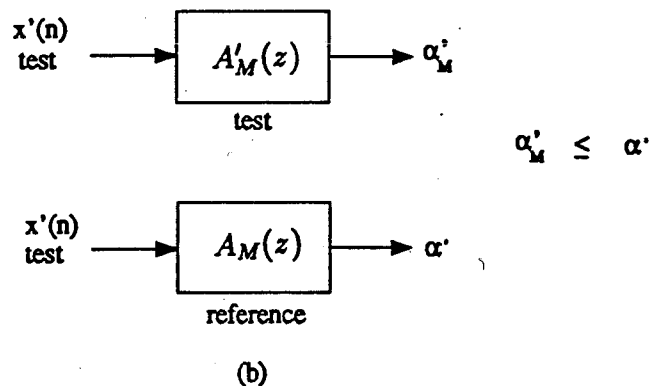 x'(n)
test
A'_M(z)
α'_M
test
α'_M ≤ α'
x'(n)
test
A_M(z)
α'
reference
(b)